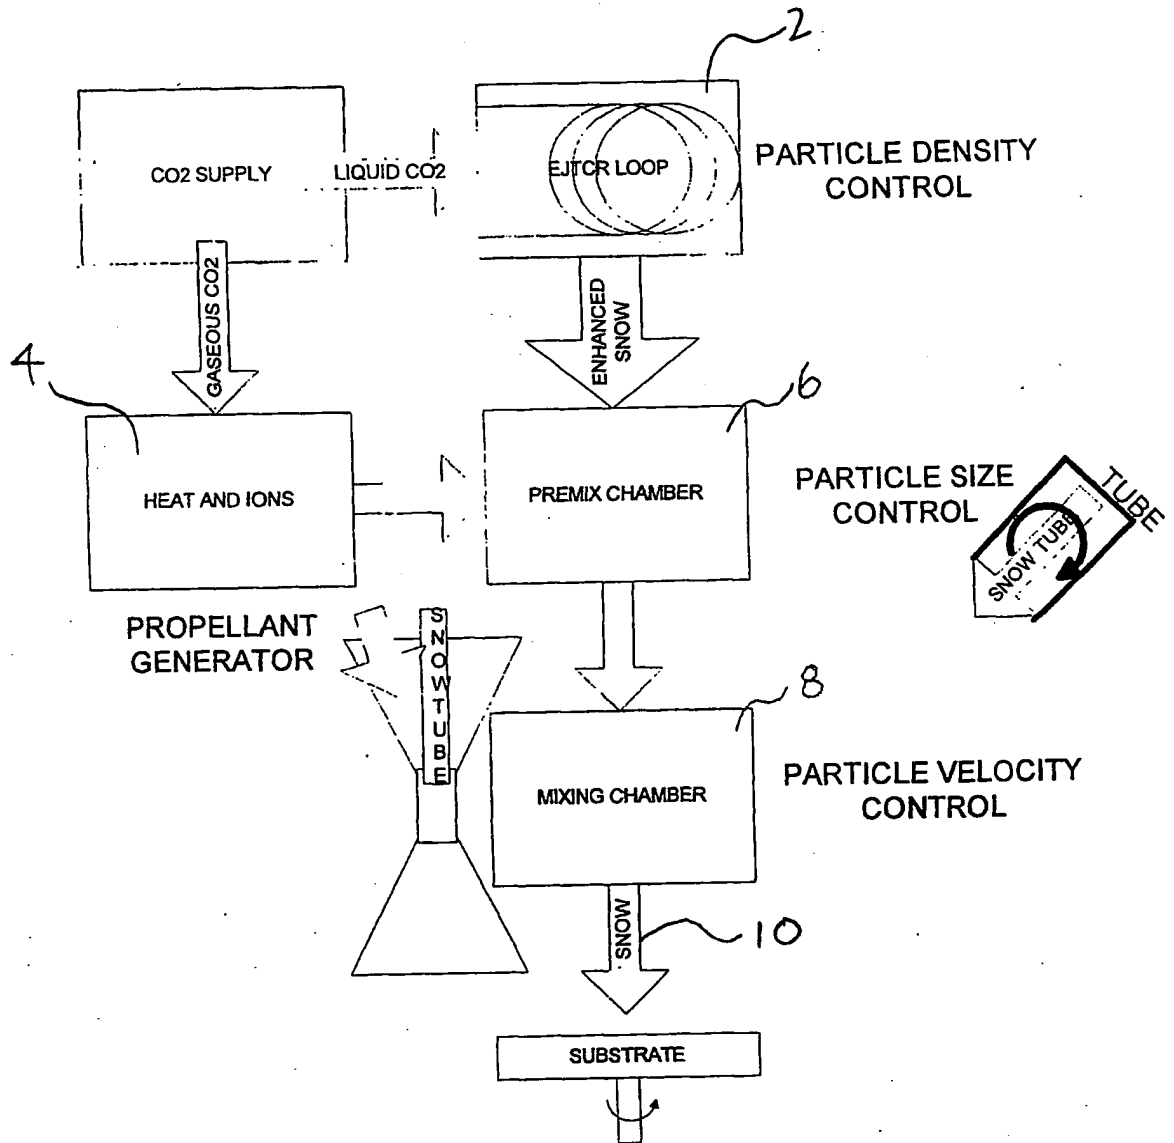 2
CO2 SUPPLY
LIQUID CO2
EJTCR LOOP
PARTICLE DENSITY
CONTROL
GASEOUS CO2
ENHANCED
SNOW
4
6
HEAT AND IONS
PREMIX CHAMBER
PARTICLE SIZE
CONTROL
TUBE
SNOW TUBE
PROPELLANT
GENERATOR
SNOWTUBE
8
MIXING CHAMBER
PARTICLE VELOCITY
CONTROL
SNOW
10
SUBSTRATE